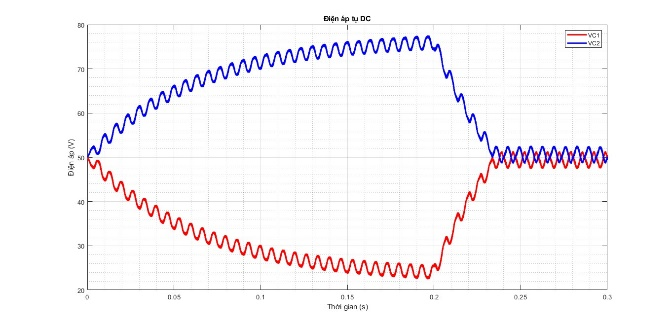 Điện áp tụ DC
VC1
VC2
80
70
60
50
40
30
20
Điện áp (V)
0
0.05
0.1
0.15
0.2
0.25
0.3
Thời gian (s)